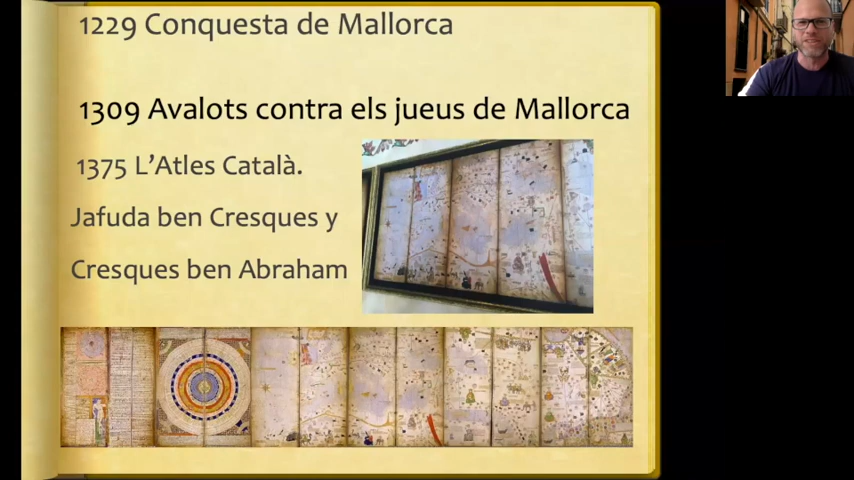 1229 Conquesta de Mallorca
1309 Avalots contra els jueus de Mallorca
1375 L’Atles Català.
Jafuda ben Cresques y
Cresques ben Abraham